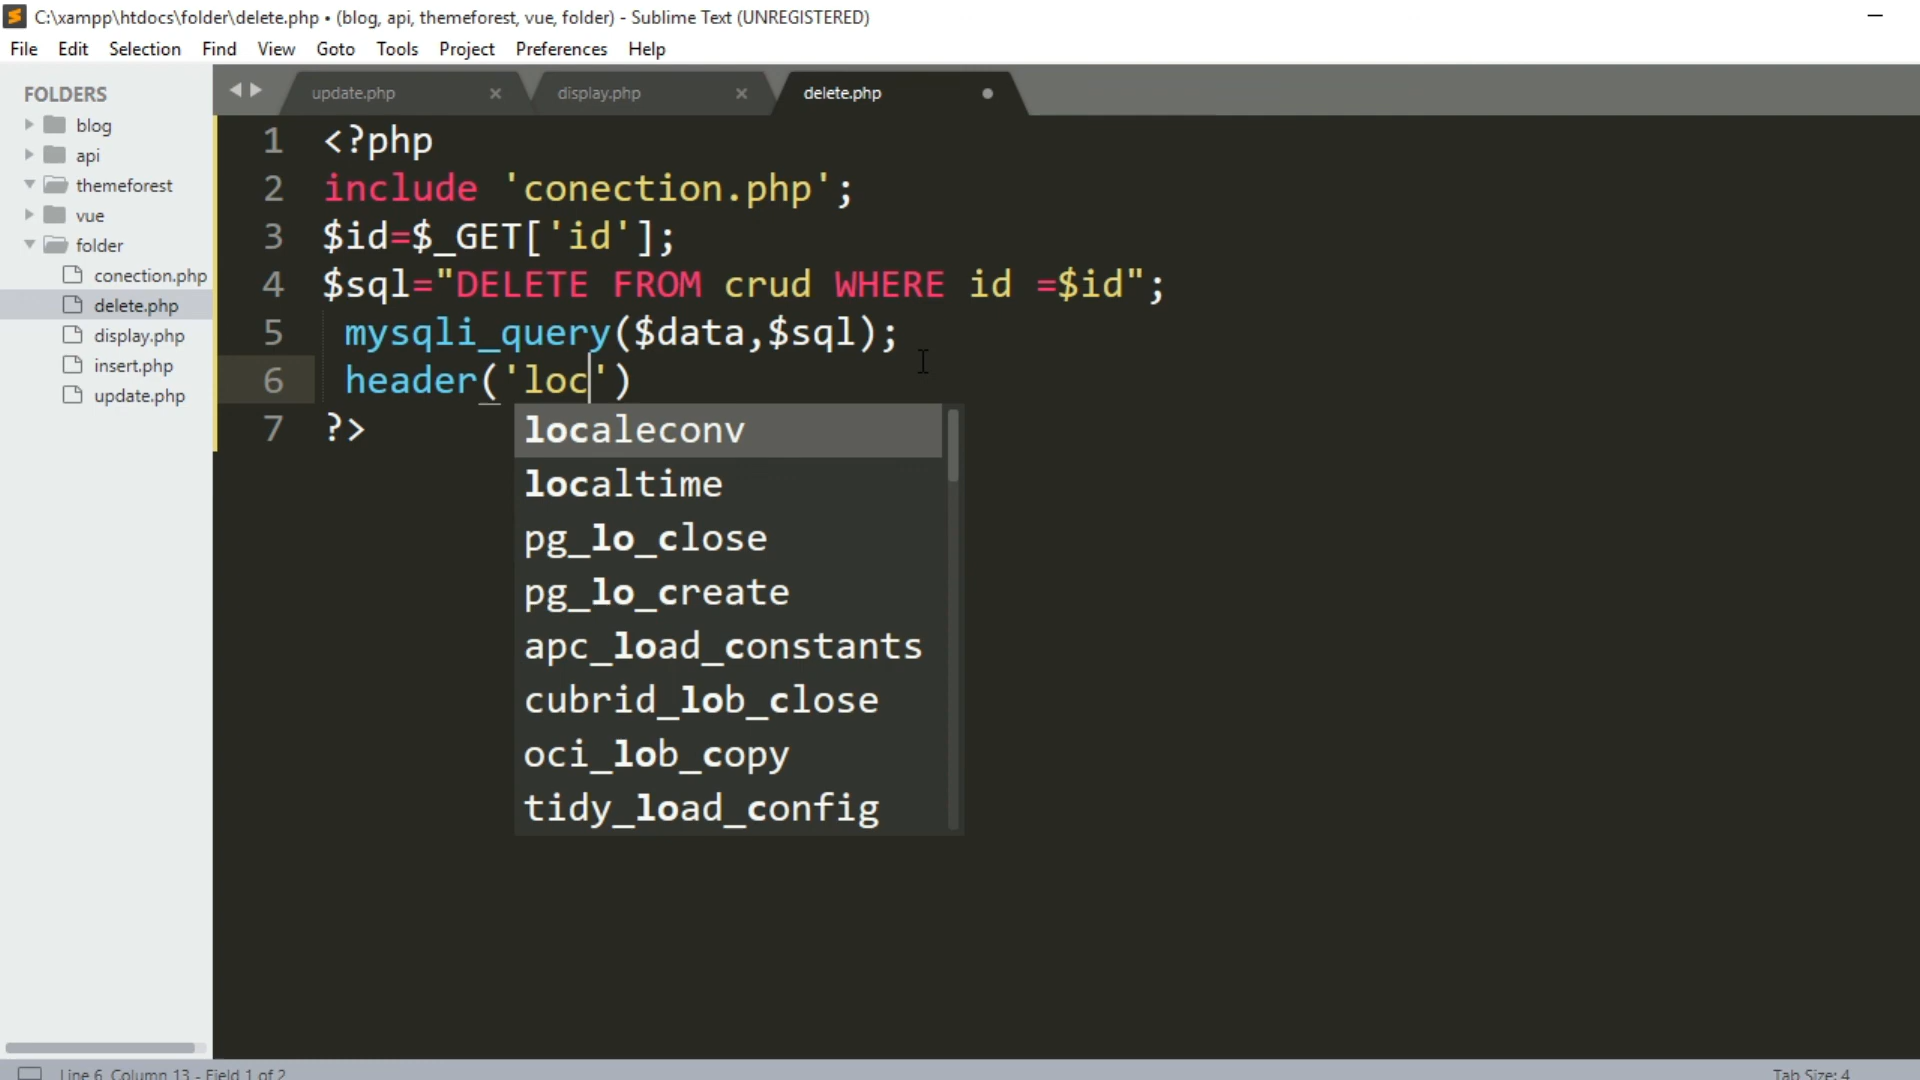 C:\xampp\htdocs\folder\delete.php • (blog, api, themeforest, vue, folder) - Sublime Text (UNREGISTERED)
File Edit Selection Find View Goto Tools Project Preferences Help
FOLDERS
blog
api
themeforest
vue
folder
conection.php
delete.php
display.php
insert.php
update.php
update.php × display.php × delete.php
1 <?php
2 include 'conection.php';
3 $id=$_GET['id'];
4 $sql="DELETE FROM crud WHERE id =$id";
5 mysqli_query($data,$sql);
6 header('loc')
7 ?>
localeconv
localtime
pg_lo_close
pg_lo_create
apc_load_constants
cubrid_lob_close
oci_lob_copy
tidy_load_config
Line 6, Column 13 - Field 1 of 2
Tab Size: 4